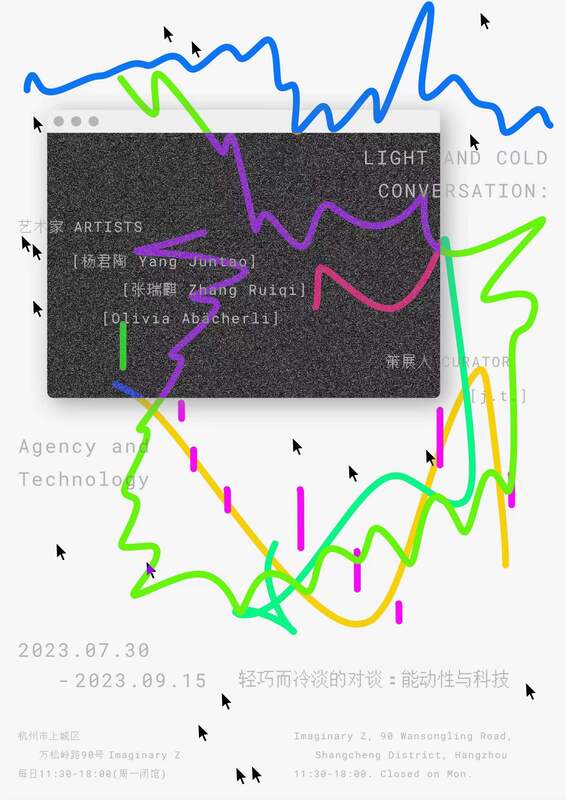 LIGHT AND COLD
CONVERSATION:
艺术家 ARTISTS
[杨君陶 Yang Juntao]
[张瑞麒 Zhang Ruiqi]
[Olivia Abächerli]
策展人 CURATOR
[j.t.]
Agency and
Technology
2023.07.30
-2023.09.15
轻巧而冷淡的对谈：能动性与科技
杭州市上城区
万松岭路90号 Imaginary Z
每日11:30-18:00(周一闭馆)
Imaginary Z, 90 Wansongling Road,
Shangcheng District, Hangzhou
11:30-18:00. Closed on Mon.